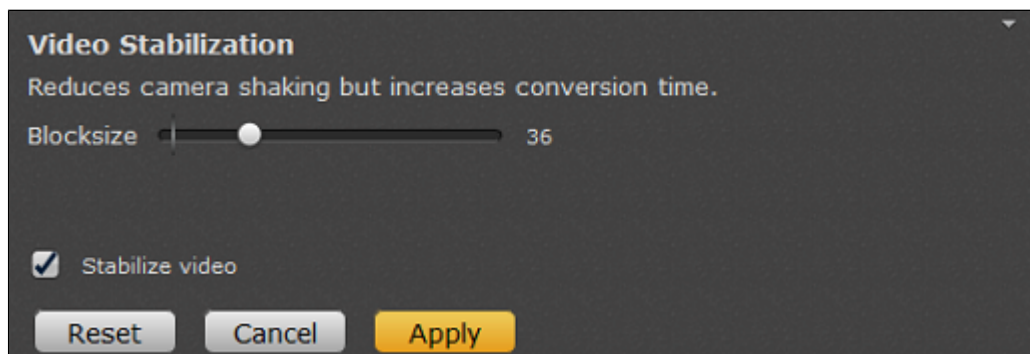 Video Stabilization
Reduces camera shaking but increases conversion time.
Blocksize 36
Stabilize video
Reset Cancel Apply